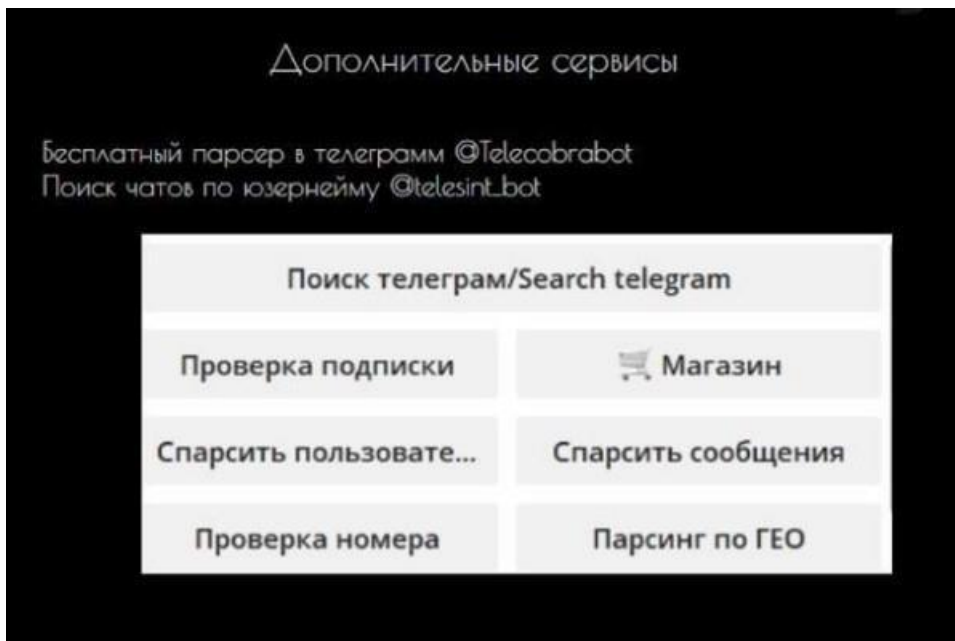 Дополнительные сервисы
Бесплатный парсер в телеграмм @Telecobrabot
Поиск чатов по юзернейму @telesint_bot
Поиск телеграм/Search telegram
Проверка подписки
🛒 Магазин
Спарсить пользовате...
Спарсить сообщения
Проверка номера
Парсинг по ГЕО